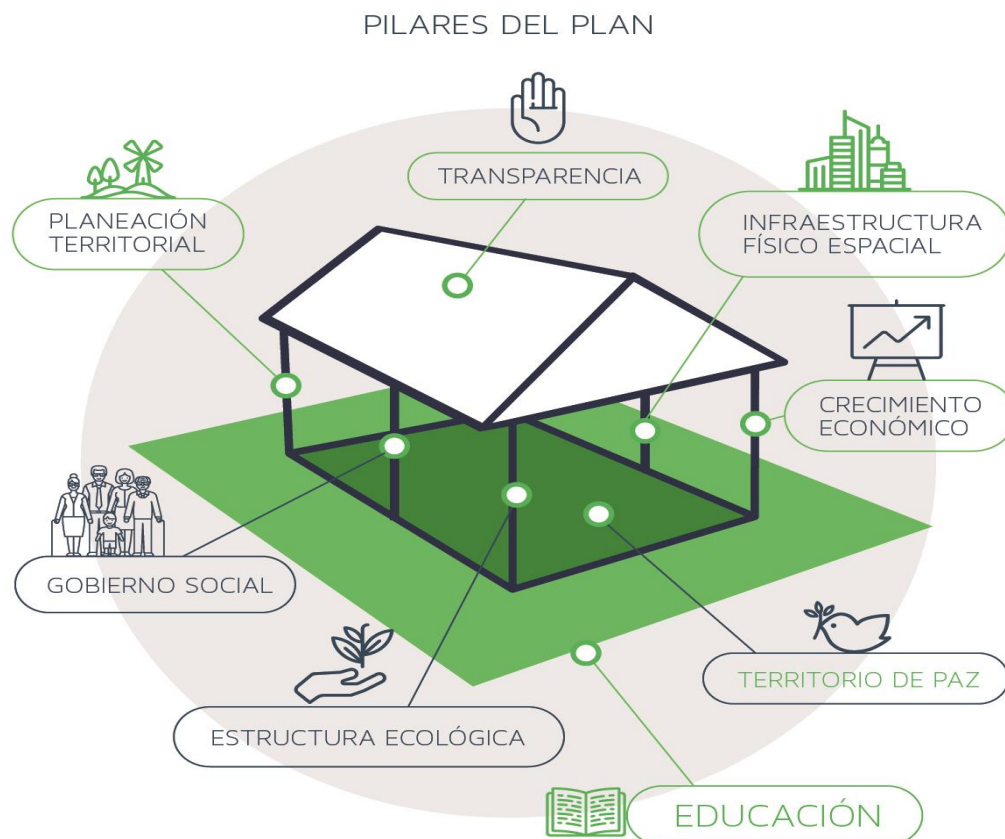 PILARES DEL PLAN
TRANSPARENCIA
PLANEACIÓN
TERRITORIAL
INFRAESTRUCTURA
FÍSICO ESPACIAL
CRECIMIENTO
ECONÓMICO
GOBIERNO SOCIAL
TERRITORIO DE PAZ
ESTRUCTURA ECOLÓGICA
EDUCACIÓN